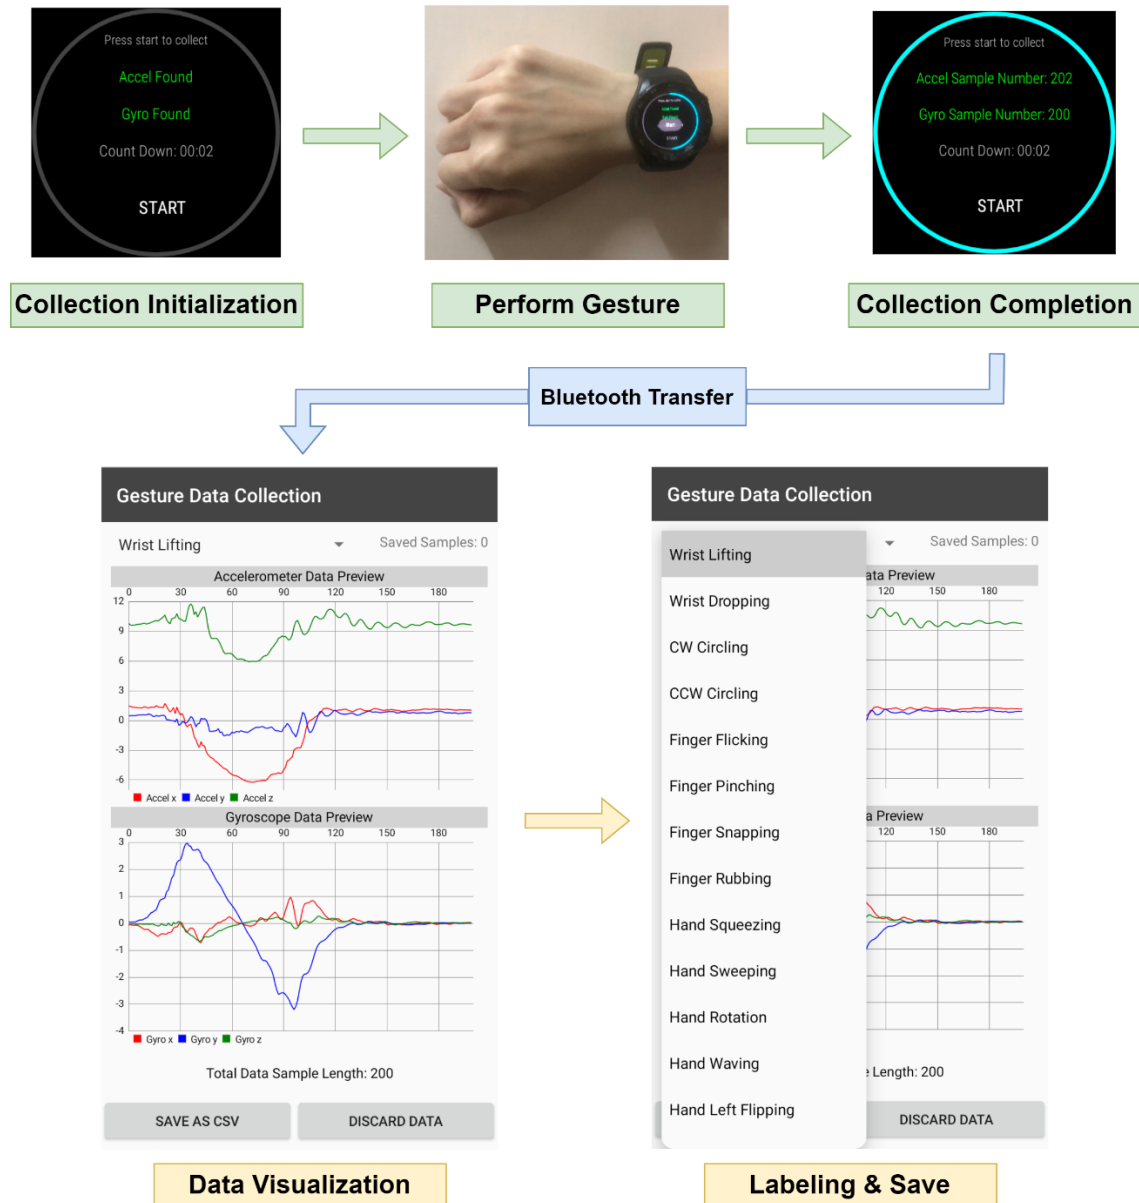 Press start to collect
Accel Found
Gyro Found
Count Down: 00:02
START
START
Press start to collect
Accel Sample Number: 202
Gyro Sample Number: 200
Count Down: 00:02
START
Collection Initialization
Perform Gesture
Collection Completion
Bluetooth Transfer
Gesture Data Collection
Wrist Lifting
Saved Samples: 0
Accelerometer Data Preview
0 30 60 90 120 150 180
12
9
6
3
0
-3
-6
Accel x Accel y Accel z
Gyroscope Data Preview
0 30 60 90 120 150 180
3
2
1
0
-1
-2
-3
-4
Gyro x Gyro y Gyro z
Total Data Sample Length: 200
SAVE AS CSV DISCARD DATA
Data Visualization
Gesture Data Collection
Saved Samples: 0
Wrist Lifting
Wrist Dropping
CW Circling
CCW Circling
Finger Flicking
Finger Pinching
Finger Snapping
Finger Rubbing
Hand Squeezing
Hand Sweeping
Hand Rotation
Hand Waving
Hand Left Flipping
ata Preview
120 150 180
a Preview
120 150 180
e Length: 200
DISCARD DATA
Labeling & Save